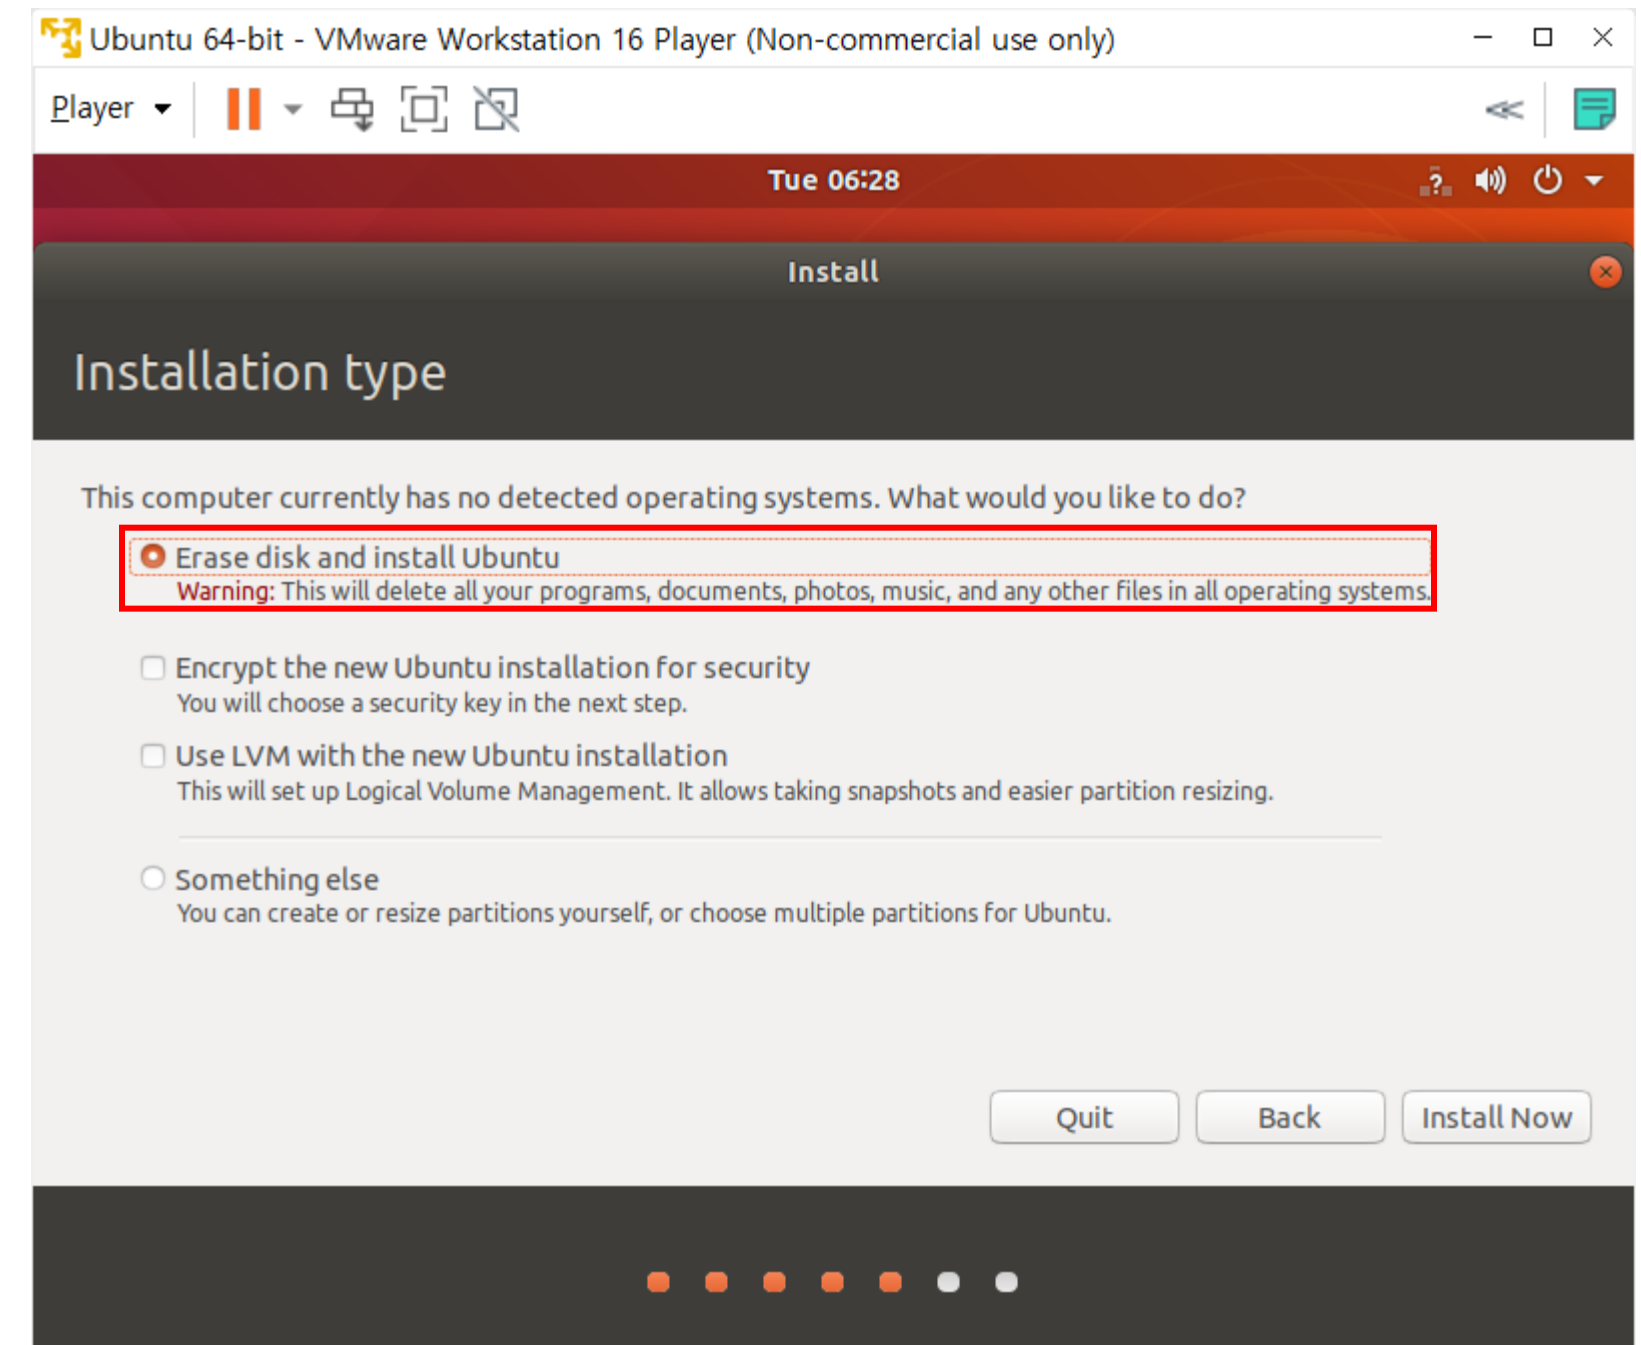 Ubuntu 64-bit - VMware Workstation 16 Player (Non-commercial use only)
Player
Tue 06:28
?
Install
Installation type
This computer currently has no detected operating systems. What would you like to do?
Erase disk and install Ubuntu
Warning: This will delete all your programs, documents, photos, music, and any other files in all operating systems.
Encrypt the new Ubuntu installation for security
You will choose a security key in the next step.
Use LVM with the new Ubuntu installation
This will set up Logical Volume Management. It allows taking snapshots and easier partition resizing.
Something else
You can create or resize partitions yourself, or choose multiple partitions for Ubuntu.
Quit Back Install Now